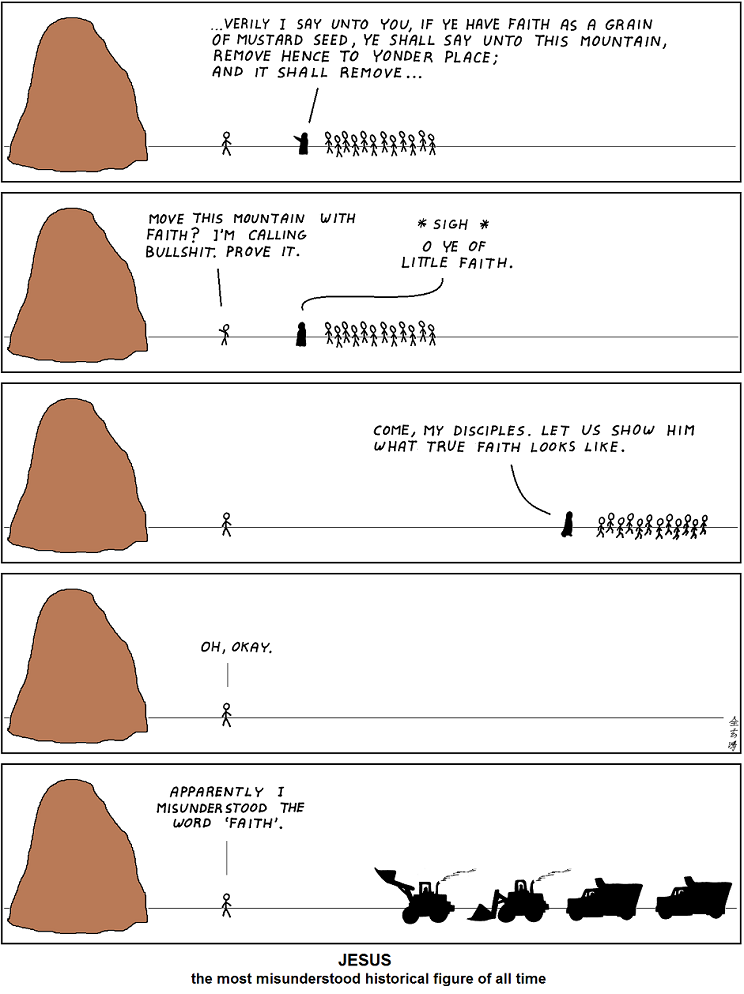 ...VERILY I SAY UNTO YOU, IF YE HAVE FAITH AS A GRAIN
OF MUSTARD SEED, YE SHALL SAY UNTO THIS MOUNTAIN,
REMOVE HENCE TO YONDER PLACE;
AND IT SHALL REMOVE...
MOVE THIS MOUNTAIN WITH
FAITH? I'M CALLING
BULLSHIT. PROVE IT.
* SIGH *
O YE OF
LITTLE FAITH.
COME, MY DISCIPLES. LET US SHOW HIM
WHAT TRUE FAITH LOOKS LIKE.
OH, OKAY.
APPARENTLY I
MISUNDERSTOOD THE
WORD 'FAITH'.
JESUS
the most misunderstood historical figure of all time